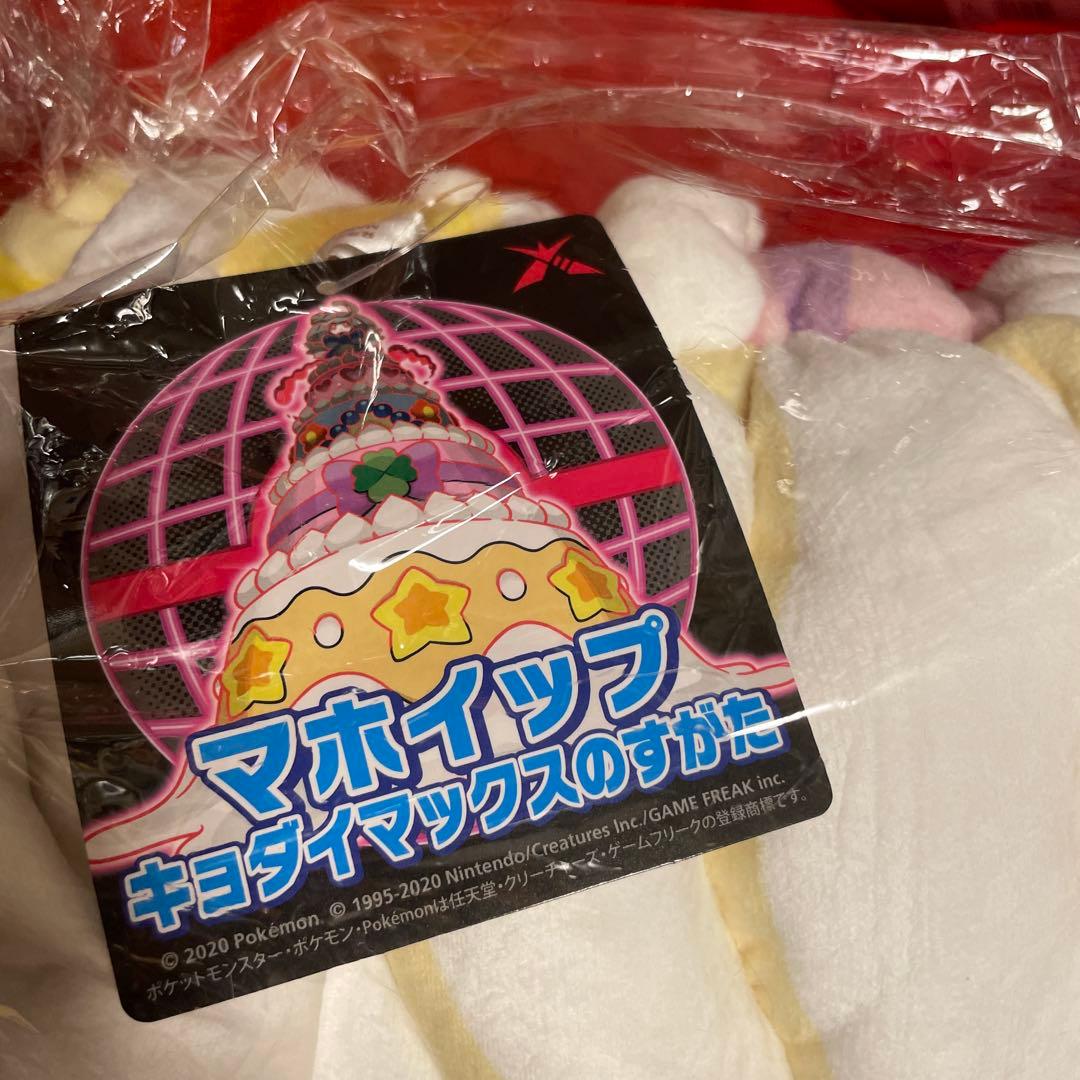 マホイップ
キョダイマックスのすがた
© 2020 Pokémon © 1995-2020 Nintendo/Creatures Inc./GAME FREAK inc.
ポケットモンスター・ポケモン・Pokémonは任天堂・クリーチャーズ・ゲームフリークの登録商標です。